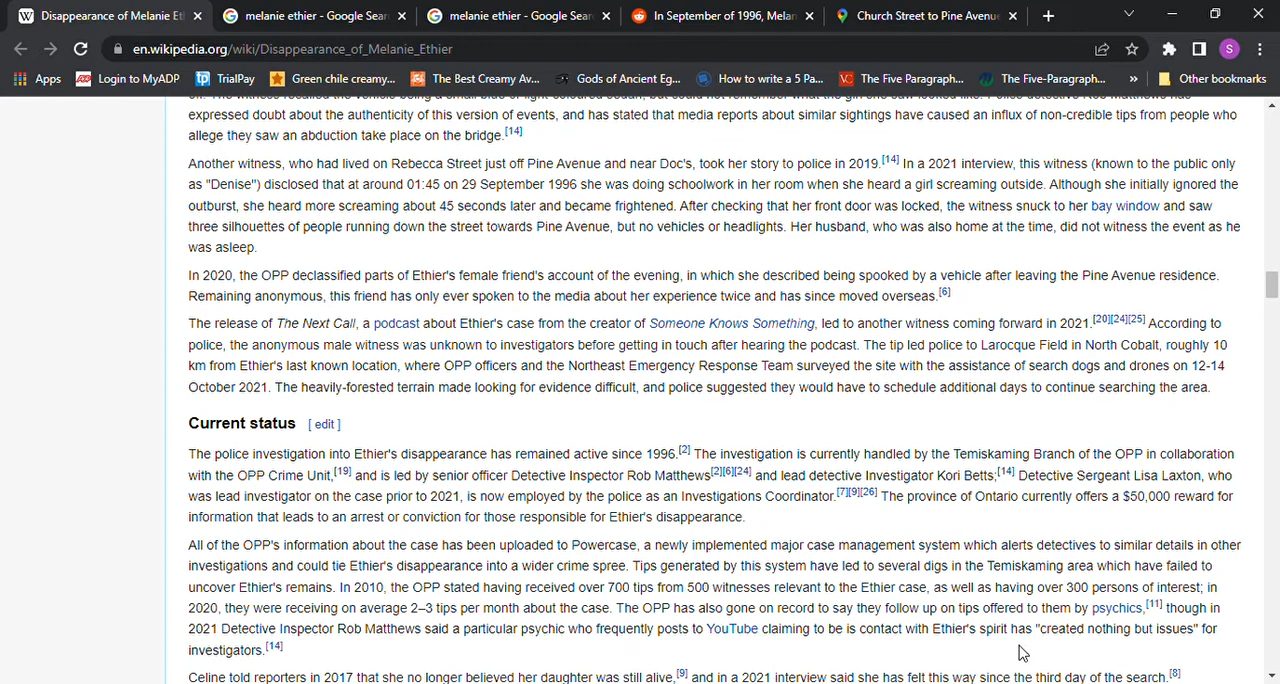 Disappearance of Melanie Et
melanie ethier - Google Sear
melanie ethier - Google Sear
In September of 1996, Melan
Church Street to Pine Avenue
en.wikipedia.org/wiki/Disappearance_of_Melanie_Ethier
S
Apps
Login to MyADP
TrialPay
Green chile creamy...
The Best Creamy Av...
Gods of Ancient Eg...
How to write a 5 Pa...
The Five Paragraph...
The Five-Paragraph...
»
Other bookmarks
expressed doubt about the authenticity of this version of events, and has stated that media reports about similar sightings have caused an influx of non-credible tips from people who
allege they saw an abduction take place on the bridge.[14]
Another witness, who had lived on Rebecca Street just off Pine Avenue and near Doc's, took her story to police in 2019.[14] In a 2021 interview, this witness (known to the public only
as "Denise") disclosed that at around 01:45 on 29 September 1996 she was doing schoolwork in her room when she heard a girl screaming outside. Although she initially ignored the
outburst, she heard more screaming about 45 seconds later and became frightened. After checking that her front door was locked, the witness snuck to her bay window and saw
three silhouettes of people running down the street towards Pine Avenue, but no vehicles or headlights. Her husband, who was also home at the time, did not witness the event as he
was asleep.
In 2020, the OPP declassified parts of Ethier's female friend's account of the evening, in which she described being spooked by a vehicle after leaving the Pine Avenue residence.
Remaining anonymous, this friend has only ever spoken to the media about her experience twice and has since moved overseas.[6]
The release of The Next Call, a podcast about Ethier's case from the creator of Someone Knows Something, led to another witness coming forward in 2021.[20][24][25] According to
police, the anonymous male witness was unknown to investigators before getting in touch after hearing the podcast. The tip led police to Larocque Field in North Cobalt, roughly 10
km from Ethier's last known location, where OPP officers and the Northeast Emergency Response Team surveyed the site with the assistance of search dogs and drones on 12-14
October 2021. The heavily-forested terrain made looking for evidence difficult, and police suggested they would have to schedule additional days to continue searching the area.
Current status [ edit ]
The police investigation into Ethier's disappearance has remained active since 1996.[2] The investigation is currently handled by the Temiskaming Branch of the OPP in collaboration
with the OPP Crime Unit,[19] and is led by senior officer Detective Inspector Rob Matthews[2][6][24] and lead detective Investigator Kori Betts;[14] Detective Sergeant Lisa Laxton, who
was lead investigator on the case prior to 2021, is now employed by the police as an Investigations Coordinator.[7][9][26] The province of Ontario currently offers a $50,000 reward for
information that leads to an arrest or conviction for those responsible for Ethier's disappearance.
All of the OPP's information about the case has been uploaded to Powercase, a newly implemented major case management system which alerts detectives to similar details in other
investigations and could tie Ethier's disappearance into a wider crime spree. Tips generated by this system have led to several digs in the Temiskaming area which have failed to
uncover Ethier's remains. In 2010, the OPP stated having received over 700 tips from 500 witnesses relevant to the Ethier case, as well as having over 300 persons of interest; in
2020, they were receiving on average 2–3 tips per month about the case. The OPP has also gone on record to say they follow up on tips offered to them by psychics,[11] though in
2021 Detective Inspector Rob Matthews said a particular psychic who frequently posts to YouTube claiming to be is contact with Ethier's spirit has "created nothing but issues" for
investigators.[14]
Celine told reporters in 2017 that she no longer believed her daughter was still alive,[9] and in a 2021 interview said she has felt this way since the third day of the search.[8]